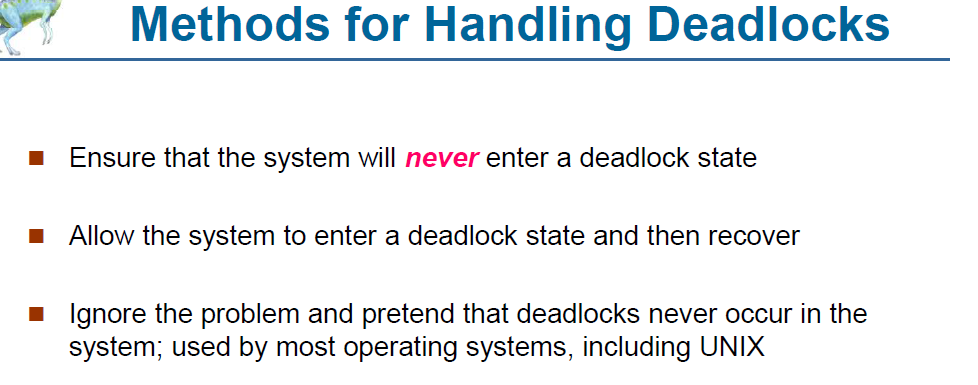 Methods for Handling Deadlocks
Ensure that the system will never enter a deadlock state
Allow the system to enter a deadlock state and then recover
Ignore the problem and pretend that deadlocks never occur in the
system; used by most operating systems, including UNIX